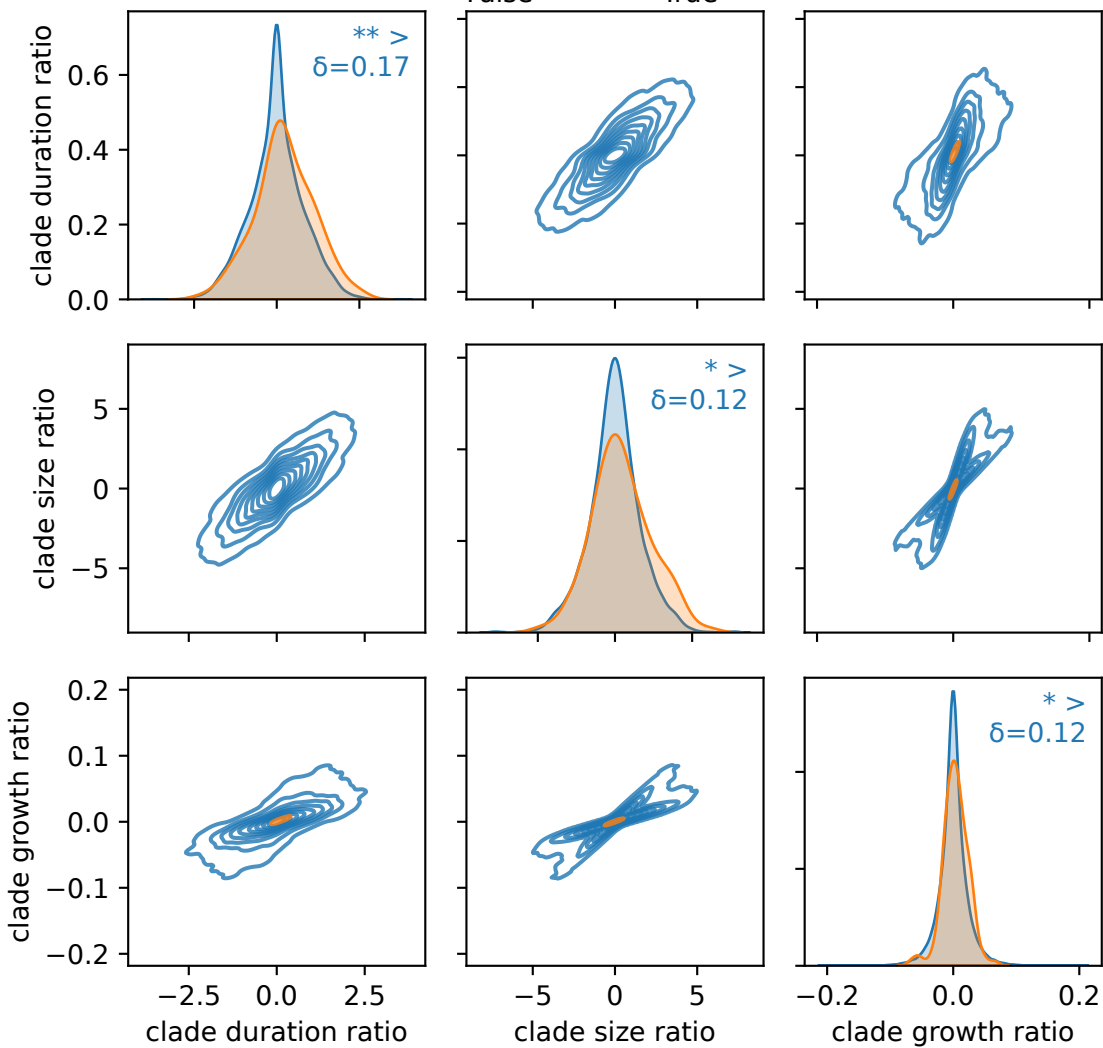 clade duration ratio
0.6
0.4
0.2
0.0
** >
δ=0.17
clade size ratio
5
0
−5
* >
δ=0.12
clade growth ratio
0.2
0.1
0.0
−0.1
−0.2
* >
δ=0.12
−2.5 0.0 2.5
clade duration ratio
−5 0 5
clade size ratio
−0.2 0.0 0.2
clade growth ratio